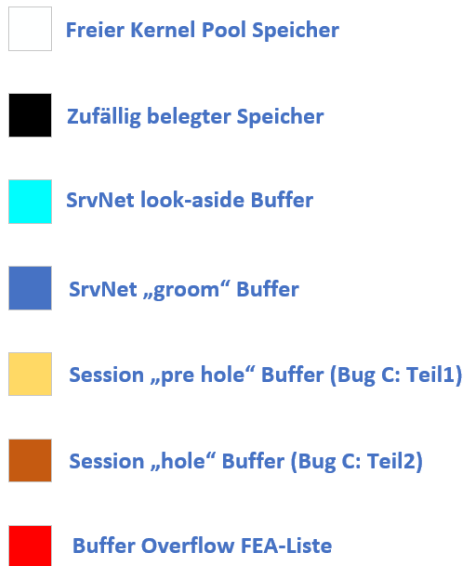 Freier Kernel Pool Speicher
Zufällig belegter Speicher
SrvNet look-aside Buffer
SrvNet „groom“ Buffer
Session „pre hole“ Buffer (Bug C: Teil1)
Session „hole“ Buffer (Bug C: Teil2)
Buffer Overflow FEA-Liste